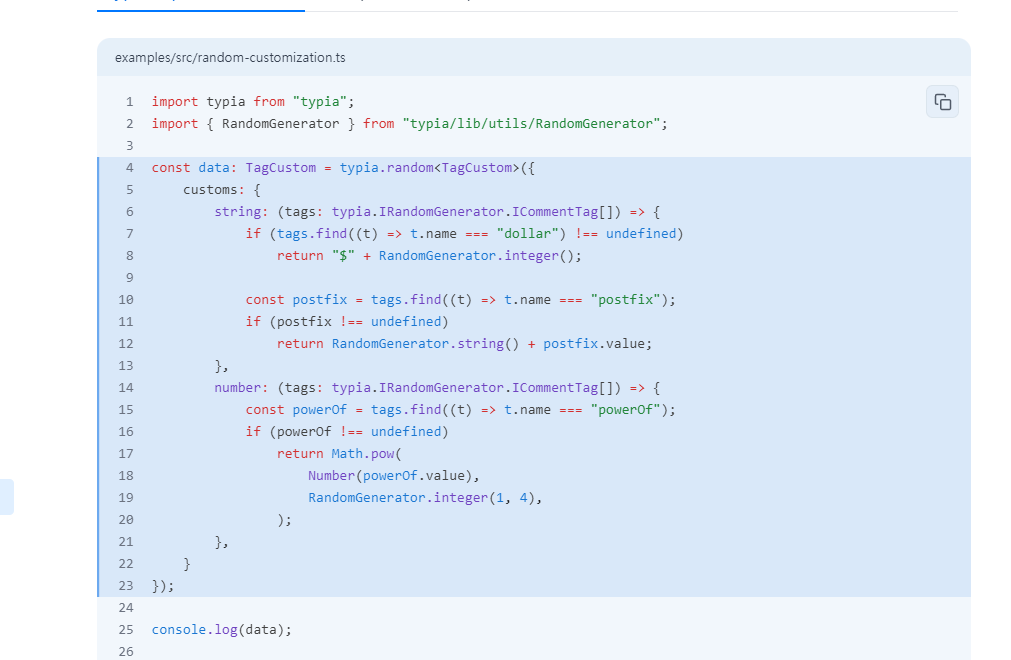 examples/src/random-customization.ts
1 import typia from "typia";
2 import { RandomGenerator } from "typia/lib/utils/RandomGenerator";
3
4 const data: TagCustom = typia.random<TagCustom>({
5     customs: {
6         string: (tags: typia.IRandomGenerator.ICommentTag[]) => {
7             if (tags.find((t) => t.name === "dollar") !== undefined)
8                 return "$" + RandomGenerator.integer();
9
10             const postfix = tags.find((t) => t.name === "postfix");
11             if (postfix !== undefined)
12                 return RandomGenerator.string() + postfix.value;
13         },
14         number: (tags: typia.IRandomGenerator.ICommentTag[]) => {
15             const powerOf = tags.find((t) => t.name === "powerOf");
16             if (powerOf !== undefined)
17                 return Math.pow(
18                     Number(powerOf.value),
19                     RandomGenerator.integer(1, 4),
20                 );
21         },
22     }
23 });
24
25 console.log(data);
26